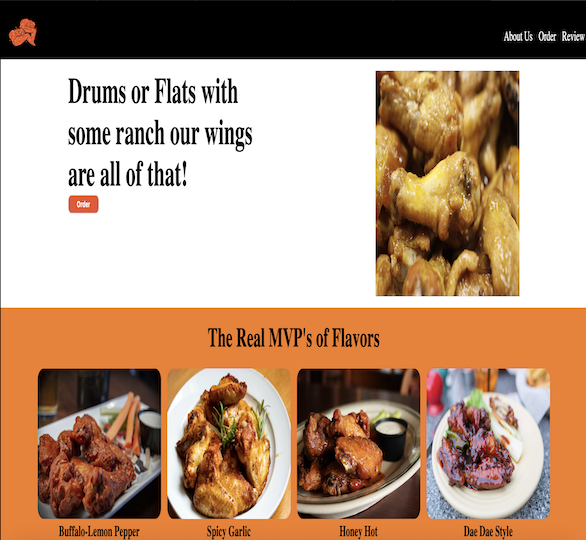 About Us Order Review
Drums or Flats with
some ranch our wings
are all of that!
Order
The Real MVP's of Flavors
Buffalo-Lemon Pepper
Spicy Garlic
Honey Hot
Dae Dae Style